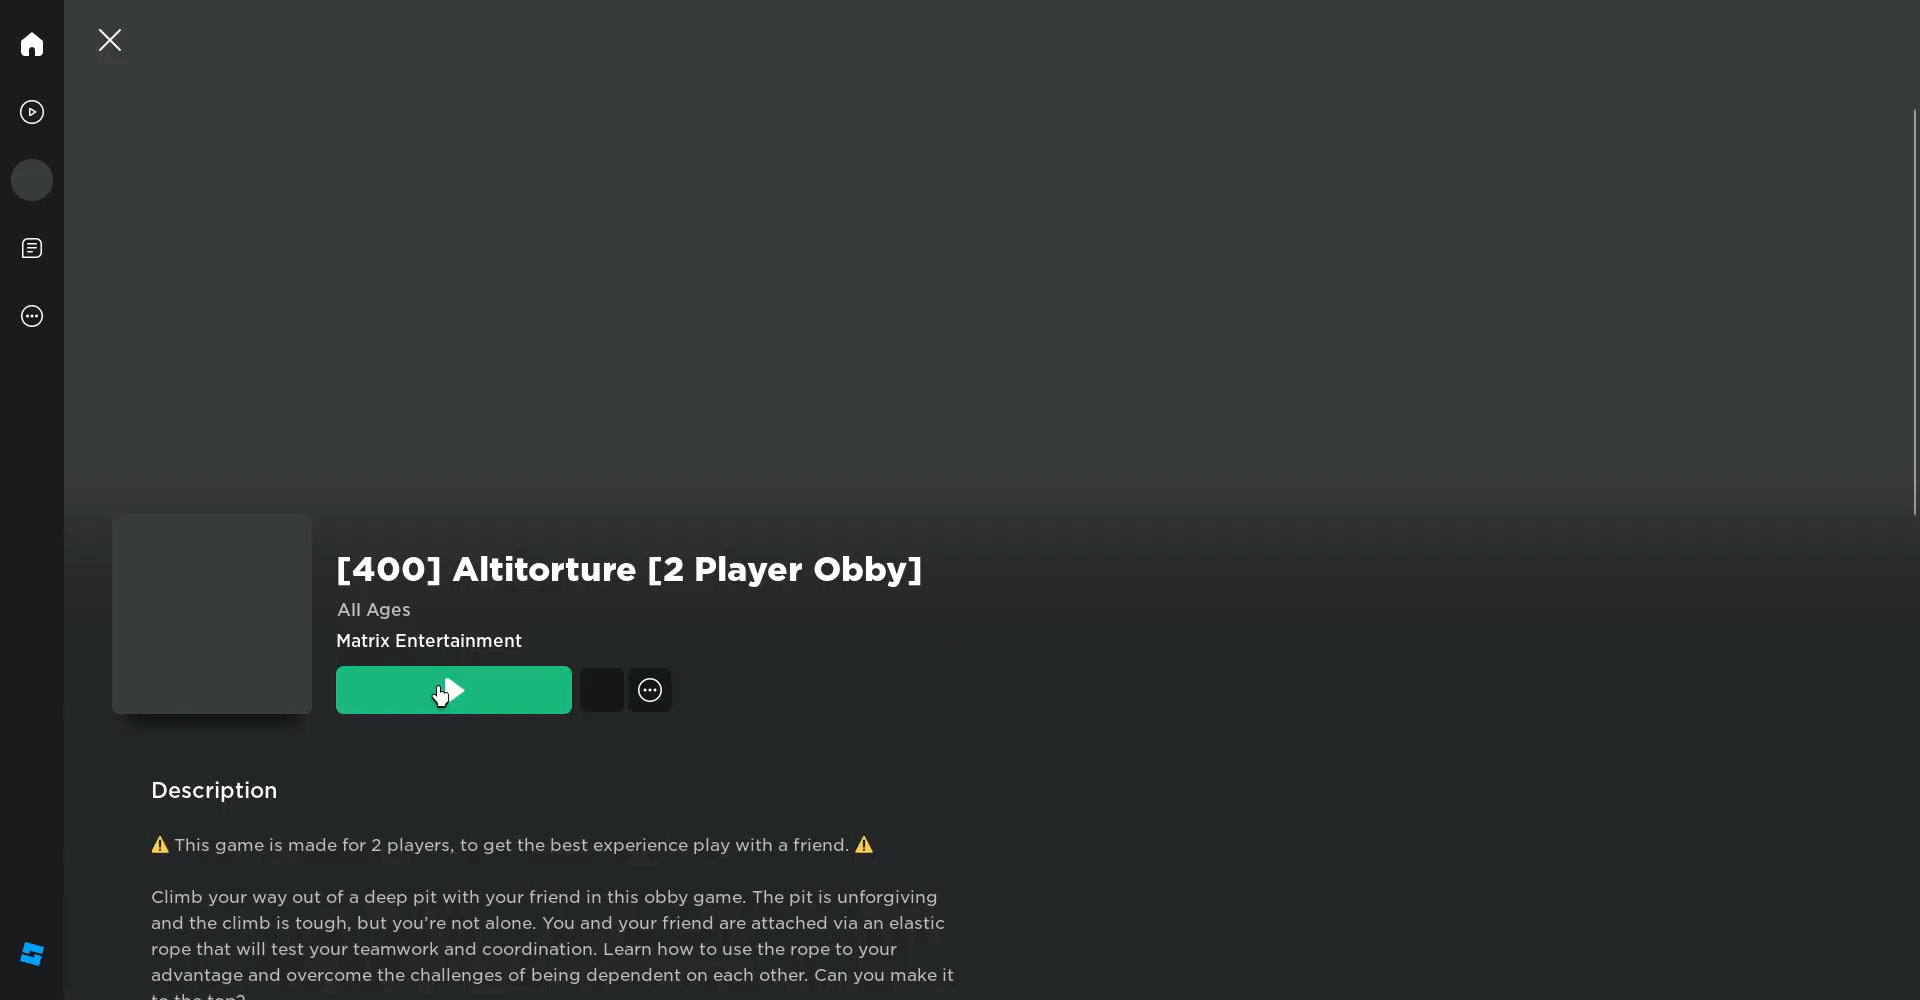 [400] Altitorture [2 Player Obby]
All Ages
Matrix Entertainment
Description
⚠️ This game is made for 2 players, to get the best experience play with a friend. ⚠️
Climb your way out of a deep pit with your friend in this obby game. The pit is unforgiving
and the climb is tough, but you’re not alone. You and your friend are attached via an elastic
rope that will test your teamwork and coordination. Learn how to use the rope to your
advantage and overcome the challenges of being dependent on each other. Can you make it
to the top?